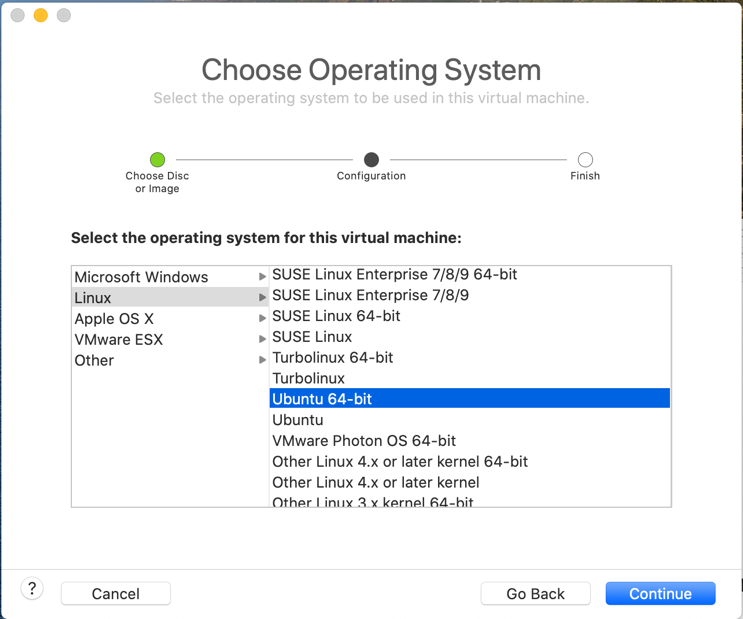 Choose Operating System
Select the operating system to be used in this virtual machine.
Choose Disc
or Image
Configuration
Finish
Select the operating system for this virtual machine:
Microsoft Windows
Linux
Apple OS X
VMware ESX
Other
SUSE Linux Enterprise 7/8/9 64-bit
SUSE Linux Enterprise 7/8/9
SUSE Linux 64-bit
SUSE Linux
Turbolinux 64-bit
Turbolinux
Ubuntu 64-bit
Ubuntu
VMware Photon OS 64-bit
Other Linux 4.x or later kernel 64-bit
Other Linux 4.x or later kernel
Other Linux 3.x kernel 64-bit
?
Cancel
Go Back
Continue